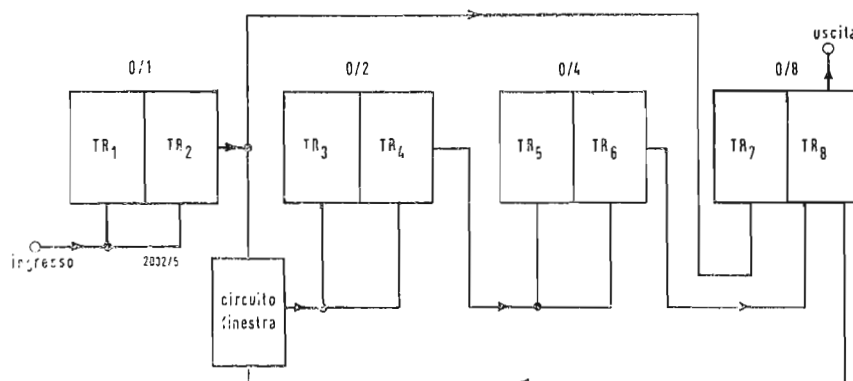 uscita
0/1 0/2 0/4 0/8
TR1 TR2 TR3 TR4 TR5 TR6 TR7 TR8
ingresso 2032/5
circuito
finestra